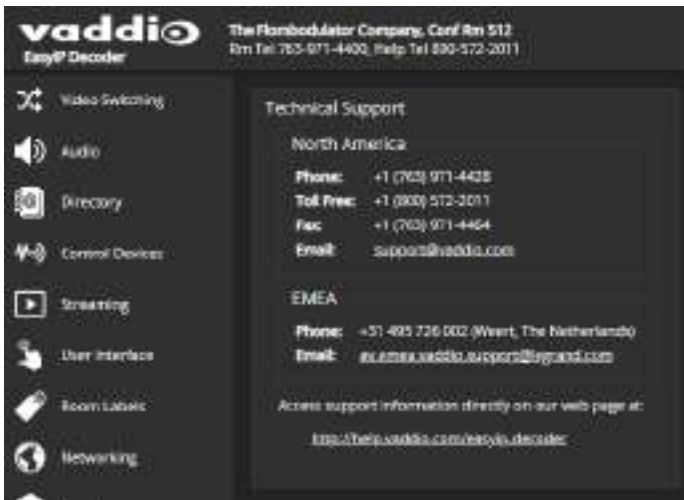 vaddio
EasyIP Decoder
The Flombodulator Company, Conf Rm 512
Rm Tel 763-971-4400, Help Tel 800-572-2011
Video Switching
Audio
Directory
Control Devices
Streaming
User Interface
Room Labels
Networking
Technical Support
North America
Phone: +1 (763) 971-4428
Toll Free: +1 (800) 572-2011
Fax: +1 (763) 971-4464
Email: support@vaddio.com
EMEA
Phone: +31 495 726 002 (Weert, The Netherlands)
Email: av.emea.vaddio.support@legrand.com
Access support information directly on our web page at:
http://help.vaddio.com/easyip.decoder